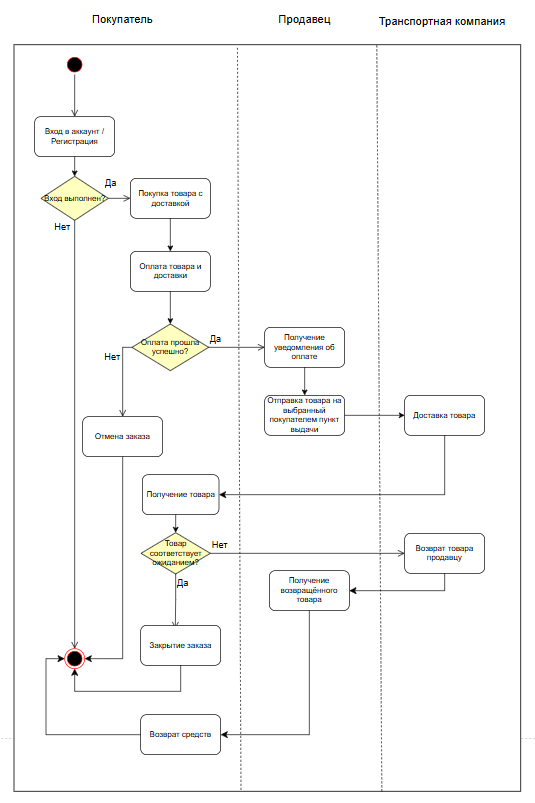 Покупатель
Продавец
Транспортная компания
Вход в аккаунт /
Регистрация
Да
Вход выполнен?
Покупка товара с
доставкой
Нет
Оплата товара и
доставки
Оплата прошла
успешно?
Да
Нет
Получение
уведомления об
оплате
Отправка товара на
выбранный
покупателем пункт
выдачи
Доставка товара
Отмена заказа
Получение товара
Товар
соответствует
ожиданием?
Нет
Возврат товара
продавцу
Да
Получение
возвращённого
товара
Закрытие заказа
Возврат средств